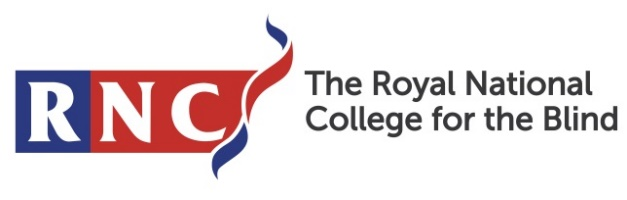 RNC
The Royal National
College for the Blind